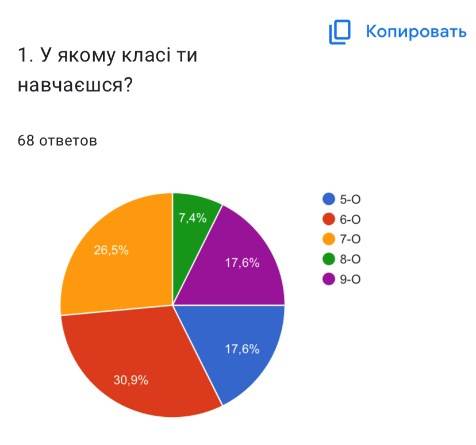 Копировать
1. У якому класі ти
навчаєшся?
68 ответов
5-О
6-О
7-О
8-О
9-О
7,4%
26,5%
17,6%
17,6%
30,9%